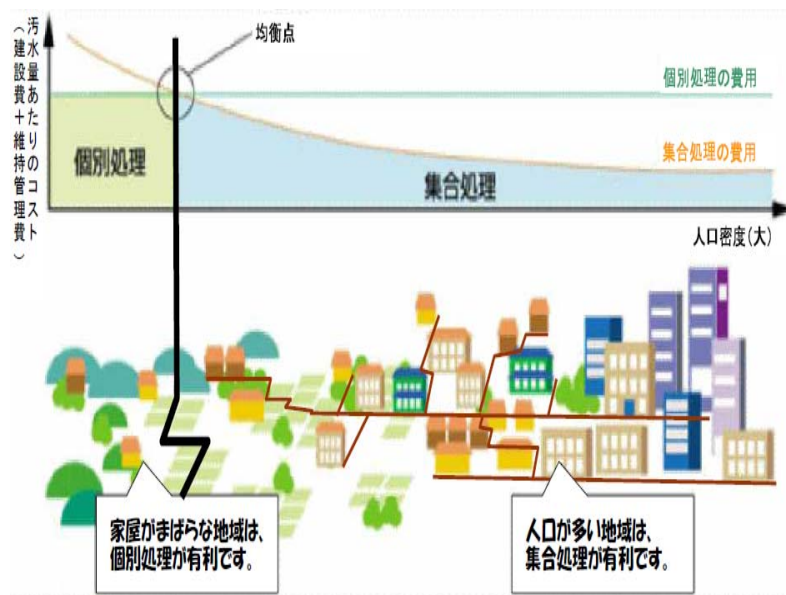 汚水量あたりのコスト
（建設費＋維持管理費）
均衡点
個別処理の費用
集合処理の費用
個別処理
集合処理
人口密度(大)
家屋がまばらな地域は、
個別処理が有利です。
人口が多い地域は、
集合処理が有利です。